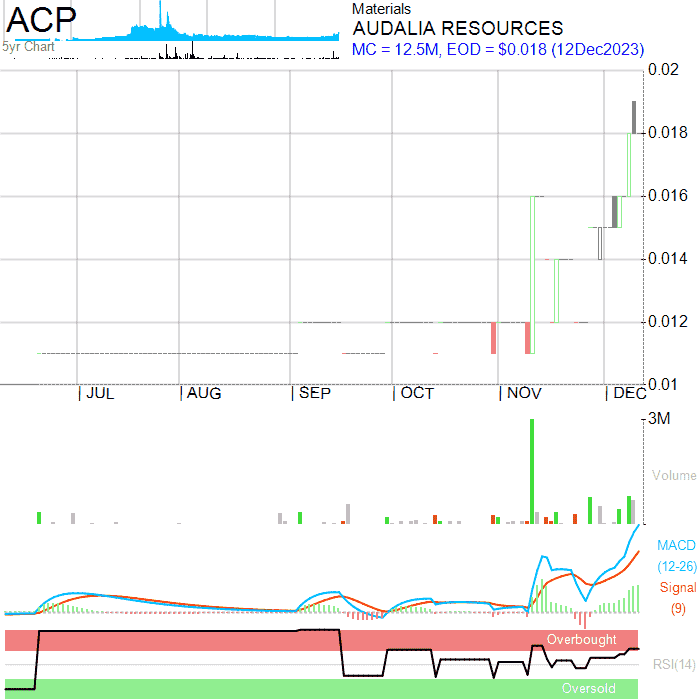 ACP
5yr Chart
Materials
AUDALIA RESOURCES
MC = 12.5M, EOD = $0.018 (12Dec2023)
0.02
0.018
0.016
0.014
0.012
0.01
| JUL | AUG | SEP | OCT | NOV | DEC
3M
Volume
MACD
(12-26)
Signal
(9)
Overbought
RSI(14)
Oversold